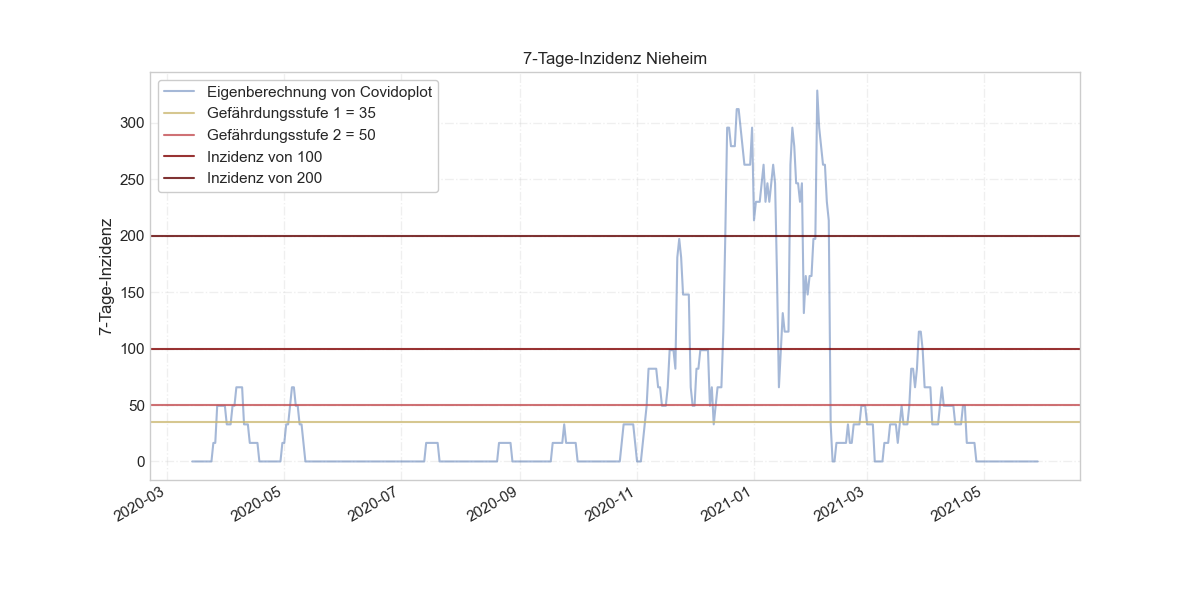 7-Tage-Inzidenz Nieheim
Eigenberechnung von Covidoplot
Gefährdungsstufe 1 = 35
Gefährdungsstufe 2 = 50
Inzidenz von 100
Inzidenz von 200
7-Tage-Inzidenz
300
250
200
150
100
50
0
2020-03
2020-05
2020-07
2020-09
2020-11
2021-01
2021-03
2021-05